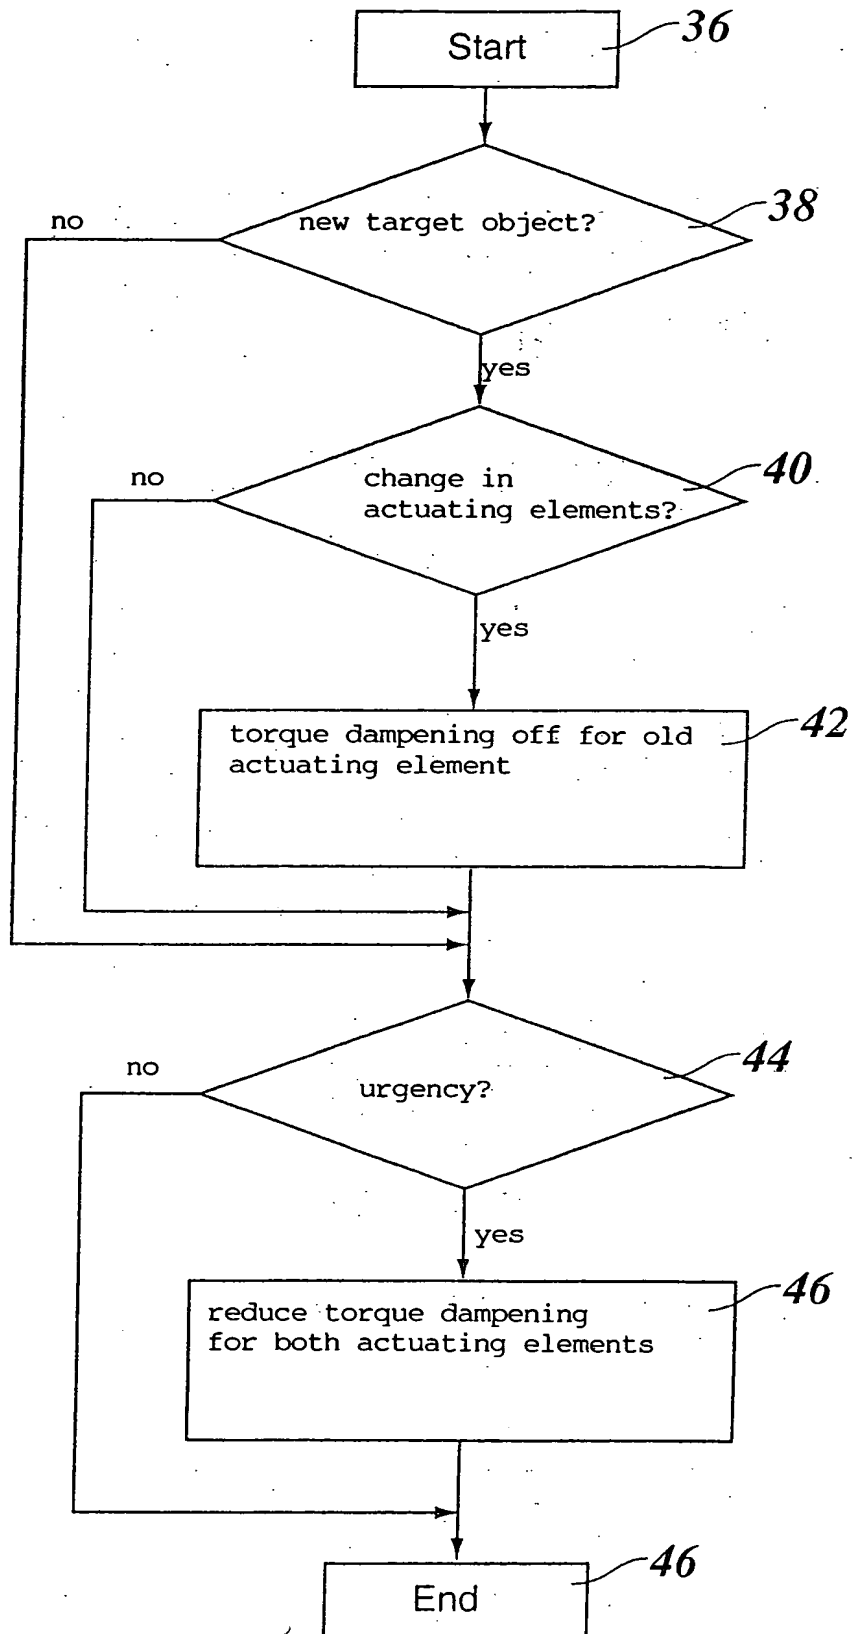 Start
36
new target object?
38
no
yes
change in
actuating elements?
40
no
yes
torque dampening off for old
actuating element
42
urgency?
44
no
yes
reduce torque dampening
for both actuating elements
46
End
46